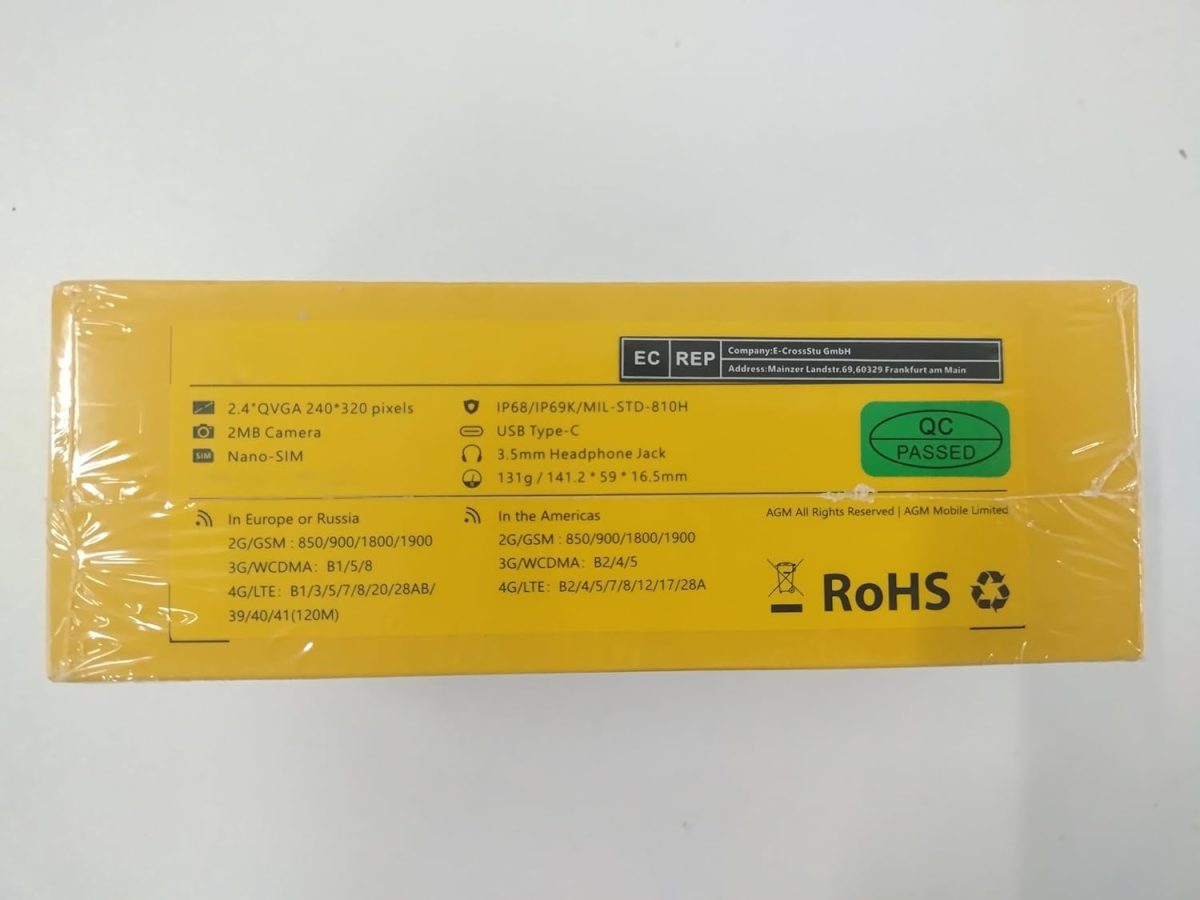 EC REP
Company:E-CrossStu GmbH
Address:Mainzer Landstr.69,60329 Frankfurt am Main
2.4"QVGA 240*320 pixels
2MB Camera
SIM Nano-SIM
IP68/IP69K/MIL-STD-810H
USB Type-C
3.5mm Headphone Jack
131g / 141.2 * 59 * 16.5mm
QC
PASSED
In Europe or Russia
2G/GSM : 850/900/1800/1900
3G/WCDMA: B1/5/8
4G/LTE: B1/3/5/7/8/20/28AB/
39/40/41(120M)
In the Americas
2G/GSM : 850/900/1800/1900
3G/WCDMA: B2/4/5
4G/LTE: B2/4/5/7/8/12/17/28A
AGM All Rights Reserved | AGM Mobile Limited
RoHS